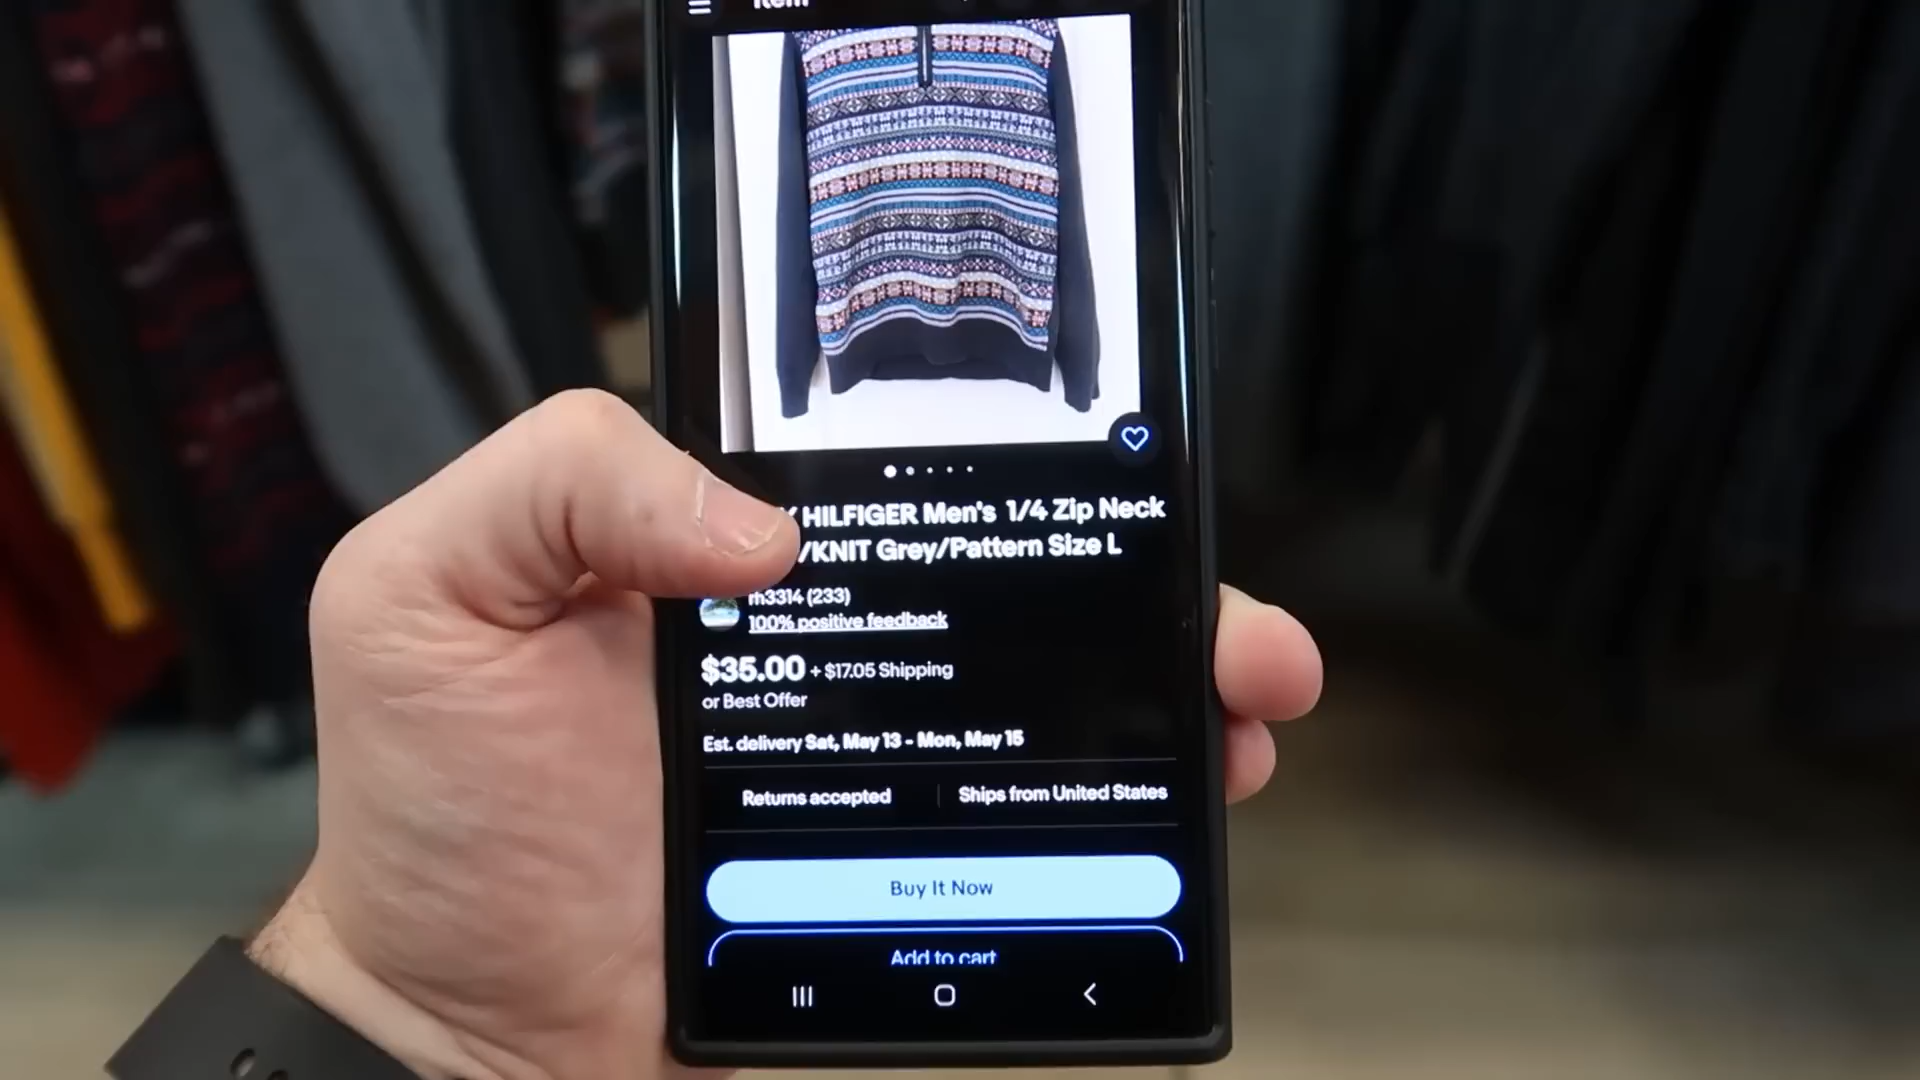 Item
HILFIGER Men's 1/4 Zip Neck
/KNIT Grey/Pattern Size L
rh3314 (233)
100% positive feedback
$35.00 + $17.05 Shipping
or Best Offer
Est. delivery Sat, May 13 - Mon, May 15
Returns accepted
Ships from United States
Buy It Now
Add to cart